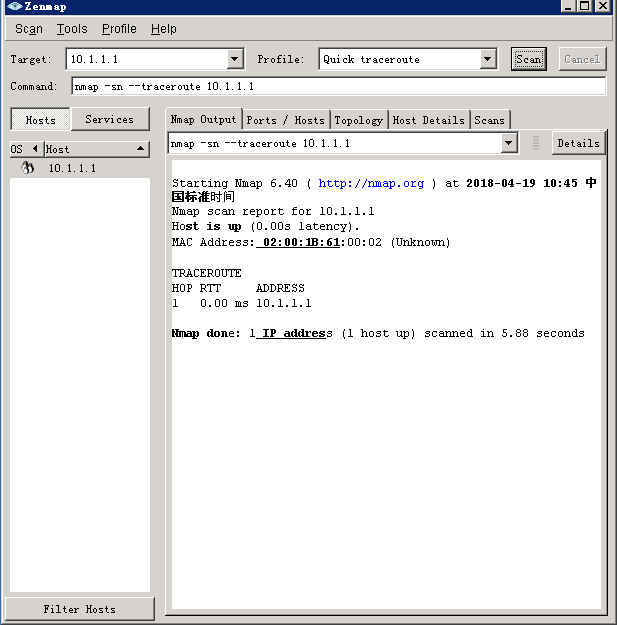 Zenmap
Scan Tools Profile Help
Target: 10.1.1.1 Profile: Quick traceroute Scan Cancel
Command: nmap -sn --traceroute 10.1.1.1
Hosts Services
Nmap Output Ports / Hosts Topology Host Details Scans
OS Host
nmap -sn --traceroute 10.1.1.1 Details
10.1.1.1
Starting Nmap 6.40 ( http://nmap.org ) at 2018-04-19 10:45 中
国标准时间
Nmap scan report for 10.1.1.1
Host is up (0.00s latency).
MAC Address: 02:00:1B:61:00:02 (Unknown)
TRACEROUTE
HOP RTT ADDRESS
1 0.00 ms 10.1.1.1
Nmap done: 1 IP address (1 host up) scanned in 5.88 seconds
Filter Hosts